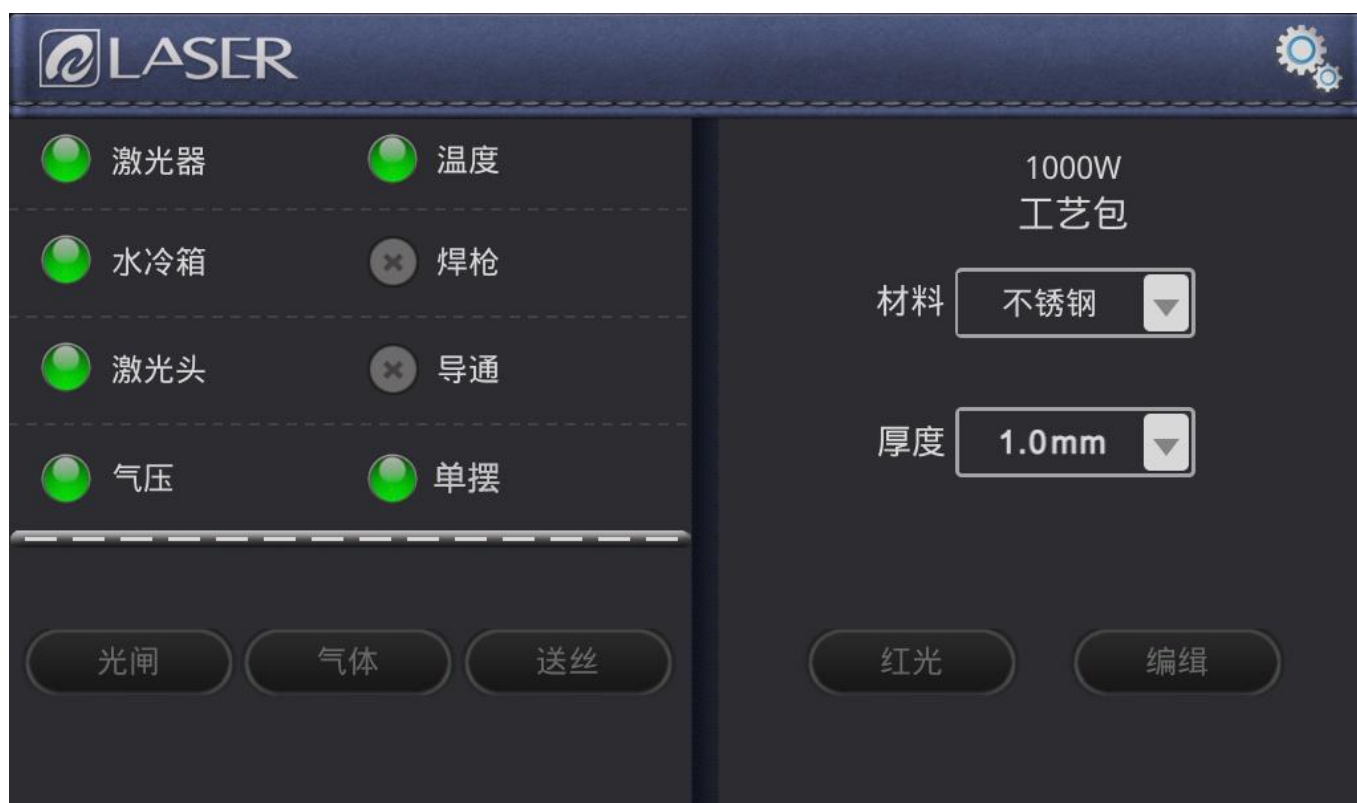 LASER
激光器 温度
水冷箱 焊枪
激光头 导通
气压 单摆
光闸 气体 送丝
1000W
工艺包
材料 不锈钢
厚度 1.0mm
红光 编缉